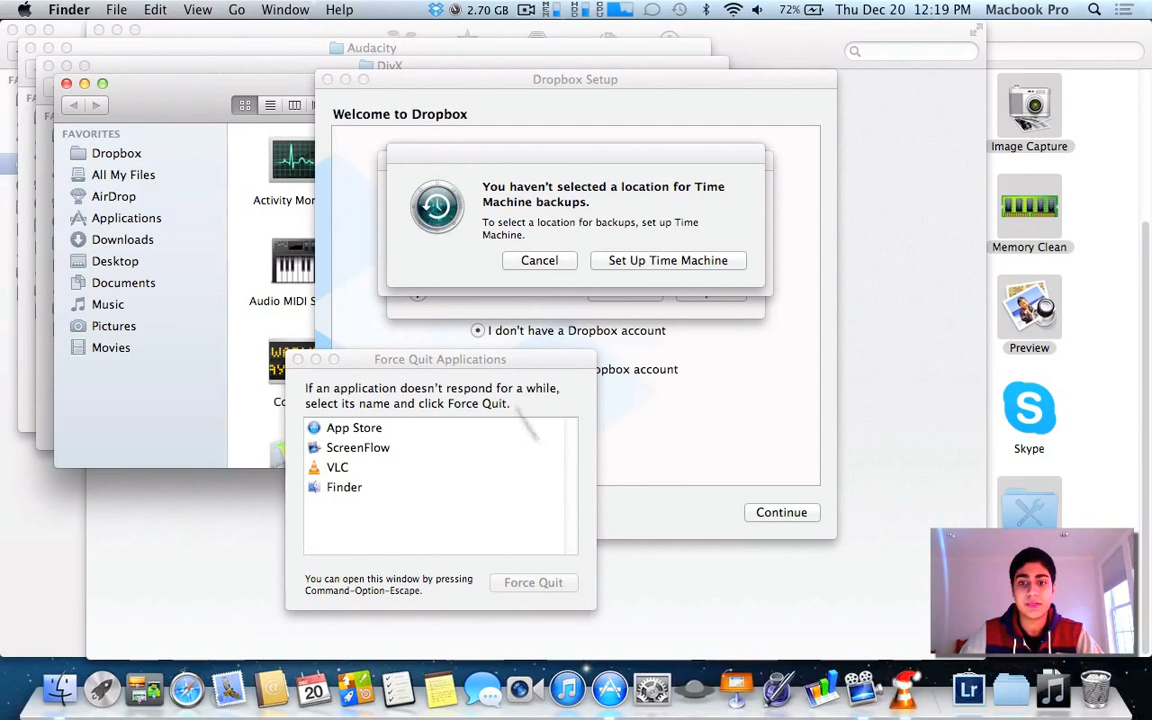 Finder File Edit View Go Window Help 2.70 GB 72% Thu Dec 20 12:19 PM Macbook Pro
Audacity
DivX
Dropbox Setup
Welcome to Dropbox
FAVORITES
Dropbox
All My Files
AirDrop
Applications
Downloads
Desktop
Documents
Music
Pictures
Movies
Activity Mo
Audio MIDI S
You haven't selected a location for Time
Machine backups.
To select a location for backups, set up Time
Machine.
Cancel Set Up Time Machine
I don't have a Dropbox account
pbox account
Continue
Force Quit Applications
If an application doesn't respond for a while,
select its name and click Force Quit.
App Store
ScreenFlow
VLC
Finder
You can open this window by pressing
Command-Option-Escape.
Force Quit
Image Capture
Memory Clean
Preview
Skype
20
Lr